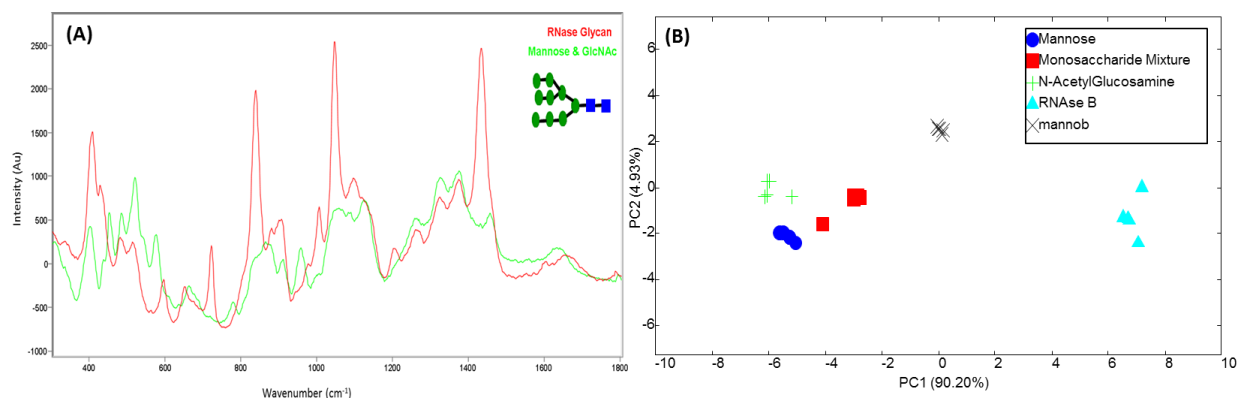 (A)
RNase Glycan
Mannose & GlcNAc
2500
2000
1500
1000
500
0
-500
-1000
Intensity (Au)
400 600 800 1000 1200 1400 1600 1800
Wavenumber (cm-1)
(B)
Mannose
Monosaccharide Mixture
N-AcetylGlucosamine
RNAse B
mannob
6
4
2
0
-2
-4
-6
PC2 (4.93%)
-8 -6 -4 -2 0 2 4 6 8 10
PC1 (90.20%)